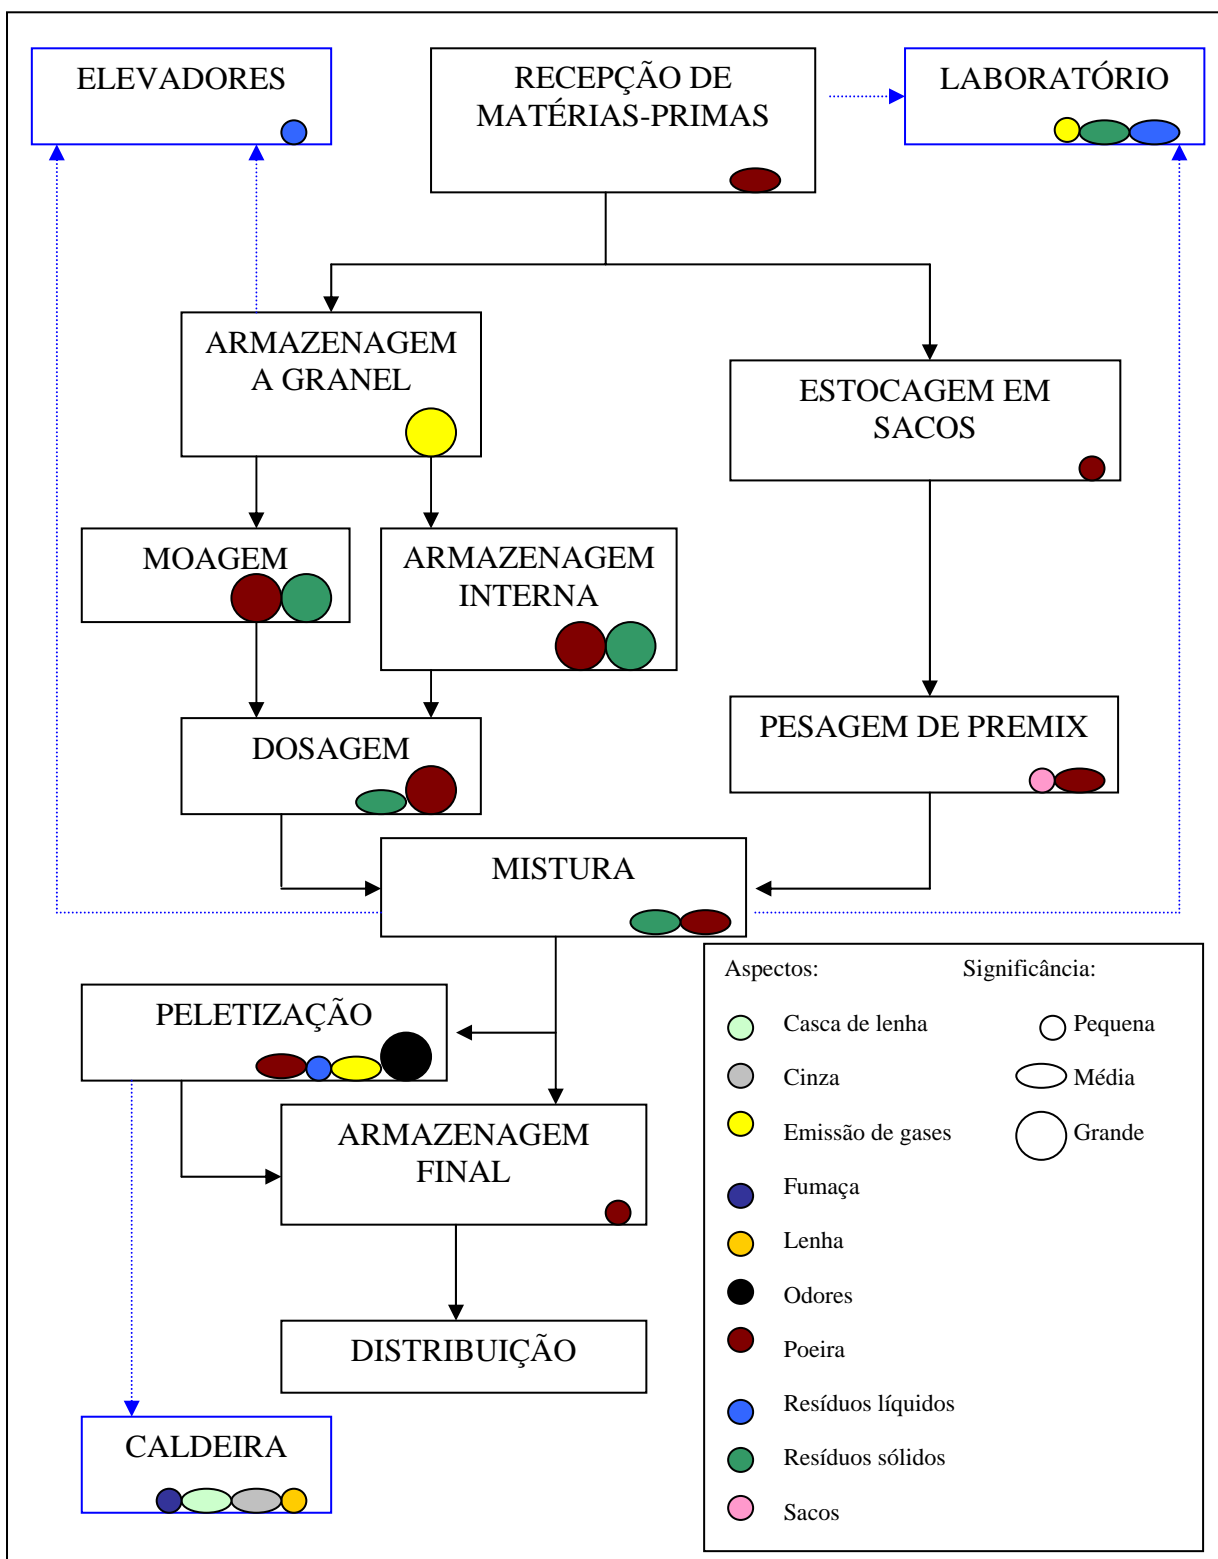 ELEVADORES
RECEPÇÃO DE
MATÉRIAS-PRIMAS
LABORATÓRIO
ARMAZENAGEM
A GRANEL
ESTOCAGEM EM
SACOS
MOAGEM
ARMAZENAGEM
INTERNA
DOSAGEM
PESAGEM DE PREMIX
MISTURA
PELETIZAÇÃO
ARMAZENAGEM
FINAL
DISTRIBUIÇÃO
CALDEIRA
Aspectos:
Casca de lenha
Cinza
Emissão de gases
Fumaça
Lenha
Odores
Poeira
Resíduos líquidos
Resíduos sólidos
Sacos
Significância:
Pequena
Média
Grande